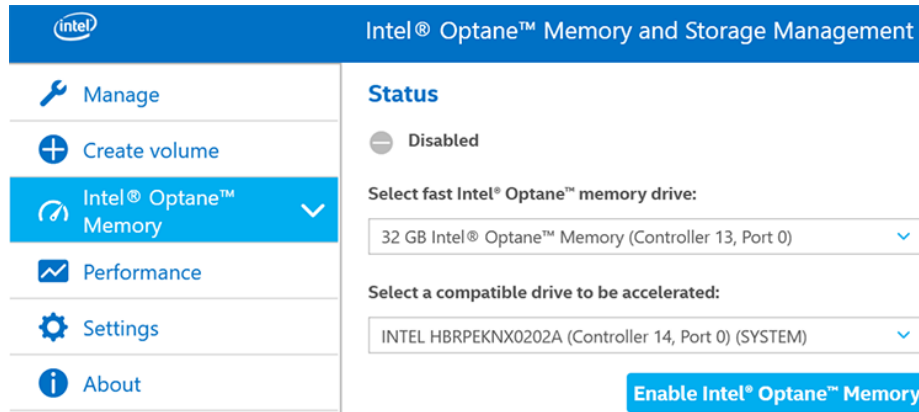 intel
Intel® Optane™ Memory and Storage Management
Manage
Create volume
Intel® Optane™
Memory
Performance
Settings
About
Status
Disabled
Select fast Intel® Optane™ memory drive:
32 GB Intel® Optane™ Memory (Controller 13, Port 0)
Select a compatible drive to be accelerated:
INTEL HBRPEKNX0202A (Controller 14, Port 0) (SYSTEM)
Enable Intel® Optane™ Memory